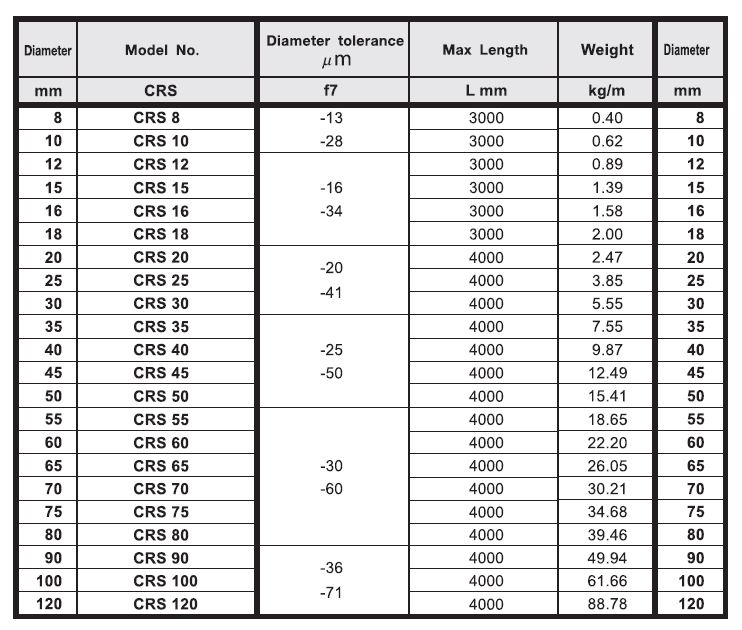 Diameter Model No. Diameter tolerance μm Max Length Weight Diameter
mm CRS f7 L mm kg/m mm
8 CRS 8 -13 3000 0.40 8
10 CRS 10 -28 3000 0.62 10
12 CRS 12 3000 0.89 12
15 CRS 15 -16 3000 1.39 15
16 CRS 16 -34 3000 1.58 16
18 CRS 18 3000 2.00 18
20 CRS 20 -20 4000 2.47 20
25 CRS 25 4000 3.85 25
30 CRS 30 -41 4000 5.55 30
35 CRS 35 4000 7.55 35
40 CRS 40 -25 4000 9.87 40
45 CRS 45 -50 4000 12.49 45
50 CRS 50 4000 15.41 50
55 CRS 55 4000 18.65 55
60 CRS 60 4000 22.20 60
65 CRS 65 -30 4000 26.05 65
70 CRS 70 -60 4000 30.21 70
75 CRS 75 4000 34.68 75
80 CRS 80 4000 39.46 80
90 CRS 90 -36 4000 49.94 90
100 CRS 100 4000 61.66 100
120 CRS 120 -71 4000 88.78 120